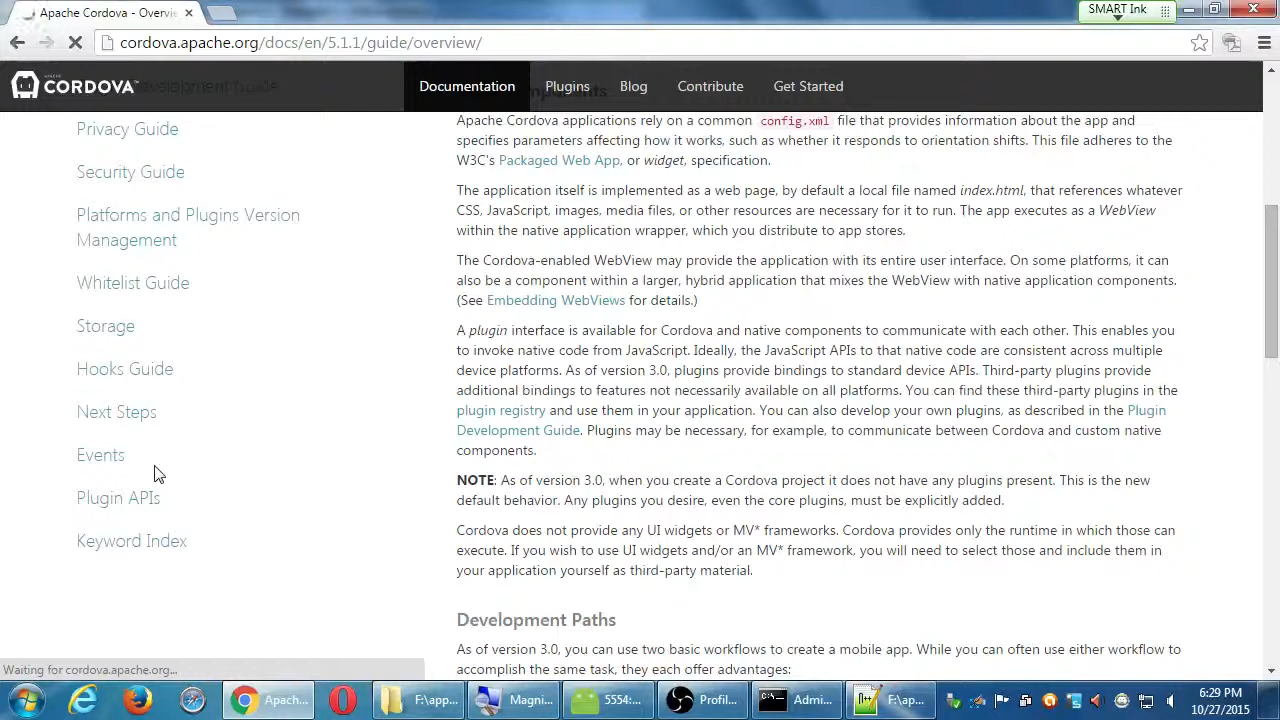 Apache Cordova - Overvi
SMART Ink
cordova.apache.org/docs/en/5.1.1/guide/overview/
APACHE
CORDOVA™
Documentation
Plugins
Blog
Contribute
Get Started
Privacy Guide
Security Guide
Platforms and Plugins Version
Management
Whitelist Guide
Storage
Hooks Guide
Next Steps
Events
Plugin APIs
Keyword Index
Apache Cordova applications rely on a common config.xml file that provides information about the app and
specifies parameters affecting how it works, such as whether it responds to orientation shifts. This file adheres to the
W3C's Packaged Web App, or widget, specification.
The application itself is implemented as a web page, by default a local file named index.html, that references whatever
CSS, JavaScript, images, media files, or other resources are necessary for it to run. The app executes as a WebView
within the native application wrapper, which you distribute to app stores.
The Cordova-enabled WebView may provide the application with its entire user interface. On some platforms, it can
also be a component within a larger, hybrid application that mixes the WebView with native application components.
(See Embedding WebViews for details.)
A plugin interface is available for Cordova and native components to communicate with each other. This enables you
to invoke native code from JavaScript. Ideally, the JavaScript APIs to that native code are consistent across multiple
device platforms. As of version 3.0, plugins provide bindings to standard device APIs. Third-party plugins provide
additional bindings to features not necessarily available on all platforms. You can find these third-party plugins in the
plugin registry and use them in your application. You can also develop your own plugins, as described in the Plugin
Development Guide. Plugins may be necessary, for example, to communicate between Cordova and custom native
components.
NOTE: As of version 3.0, when you create a Cordova project it does not have any plugins present. This is the new
default behavior. Any plugins you desire, even the core plugins, must be explicitly added.
Cordova does not provide any UI widgets or MV* frameworks. Cordova provides only the runtime in which those can
execute. If you wish to use UI widgets and/or an MV* framework, you will need to select those and include them in
your application yourself as third-party material.
Development Paths
As of version 3.0, you can use two basic workflows to create a mobile app. While you can often use either workflow to
accomplish the same task, they each offer advantages:
Waiting for cordova.apache.org...
Apach...
F:\app...
Magni...
5554:...
Profil...
Admi...
F:\ap...
6:29 PM
10/27/2015